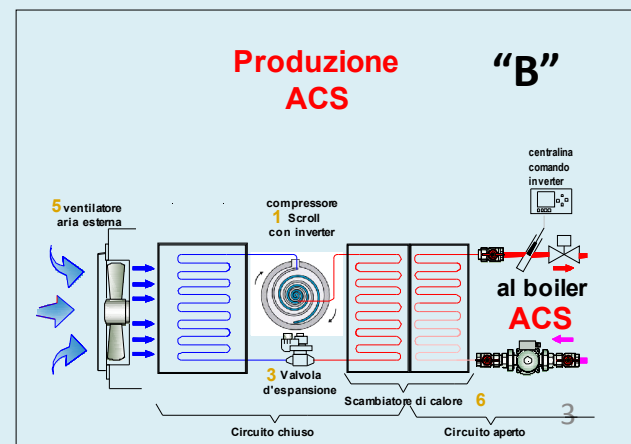 Produzione
ACS
“B”
centralina
comando
inverter
5 ventilatore
aria esterna
compressore
1 Scroll
con inverter
al boiler
ACS
3 Valvola
d'espansione
Scambiatore di calore 6
3
Circuito chiuso
Circuito aperto